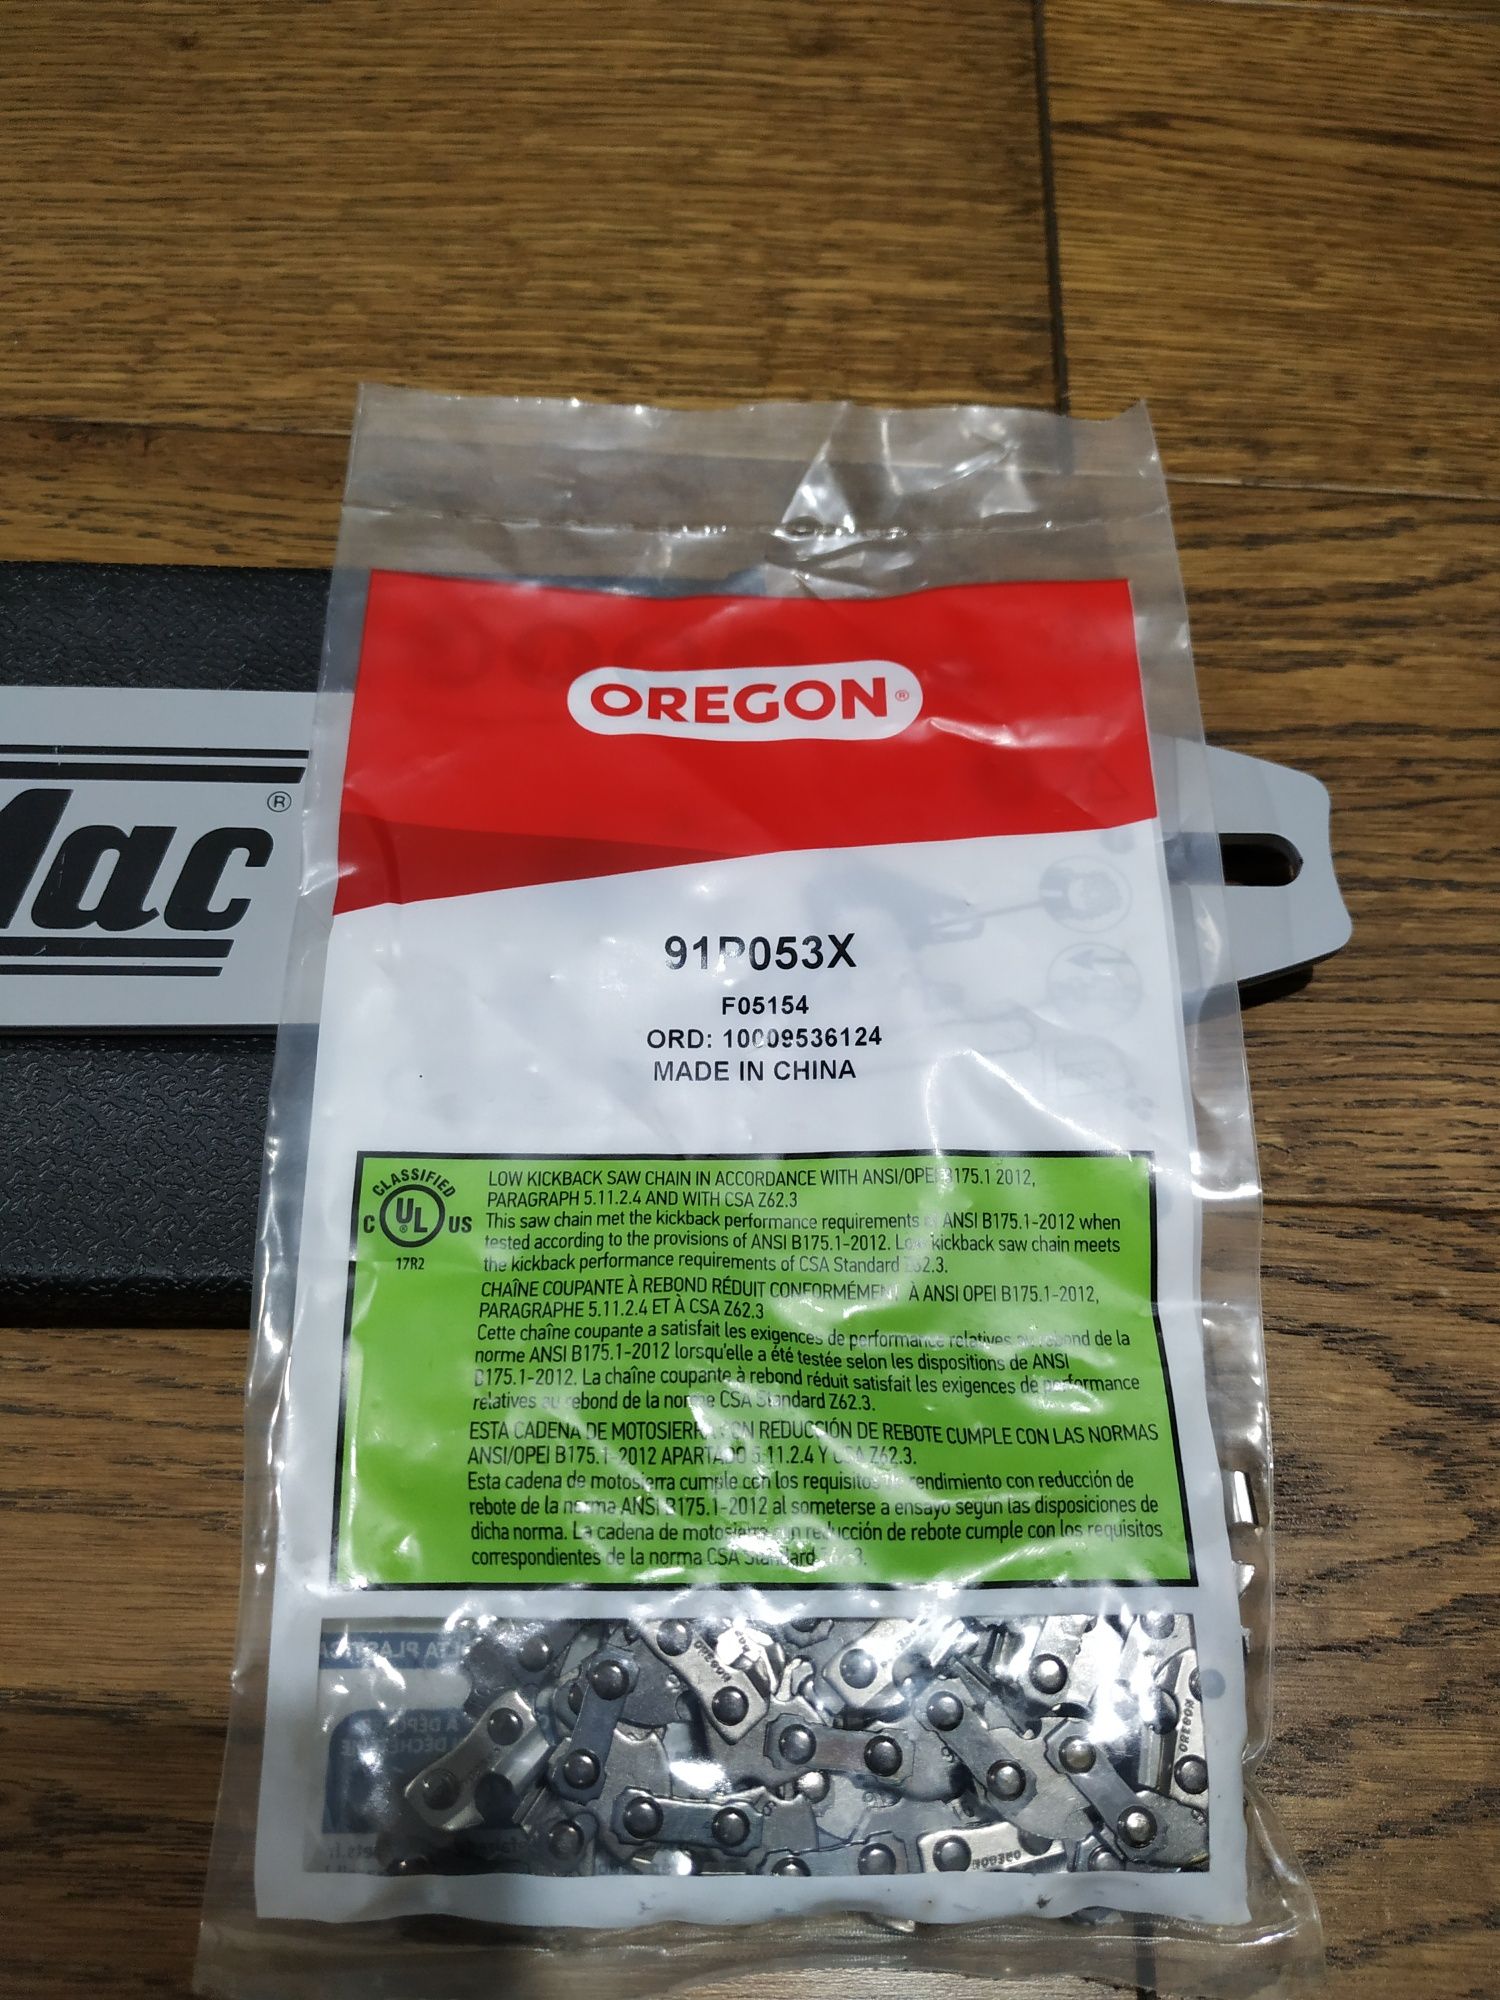 OREGON®
ac®
91P053X
F05154
ORD: 10009536124
MADE IN CHINA
CLASSIFIED
C UL® US
17R2
LOW KICKBACK SAW CHAIN IN ACCORDANCE WITH ANSI/OPEI B175.1 2012,
PARAGRAPH 5.11.2.4 AND WITH CSA Z62.3
This saw chain met the kickback performance requirements of ANSI B175.1-2012 when
tested according to the provisions of ANSI B175.1-2012. Low kickback saw chain meets
the kickback performance requirements of CSA Standard Z62.3.
CHAÎNE COUPANTE À REBOND RÉDUIT CONFORMÉMENT À ANSI OPEI B175.1-2012,
PARAGRAPHE 5.11.2.4 ET À CSA Z62.3
Cette chaîne coupante a satisfait les exigences de performance relatives au rebond de la
norme ANSI B175.1-2012 lorsqu'elle a été testée selon les dispositions de ANSI
B175.1-2012. La chaîne coupante à rebond réduit satisfait les exigences de performance
relatives au rebond de la norme CSA Standard Z62.3.
ESTA CADENA DE MOTOSIERRA CON REDUCCIÓN DE REBOTE CUMPLE CON LAS NORMAS
ANSI/OPEI B175.1-2012 APARTADO 5.11.2.4 Y CSA Z62.3.
Esta cadena de motosierra cumple con los requisitos de rendimiento con reducción de
rebote de la norma ANSI B175.1-2012 al someterse a ensayo según las disposiciones de
dicha norma. La cadena de motosierra con reducción de rebote cumple con los requisitos
correspondientes de la norma CSA Standard Z62.3.
OREGON
OREGON